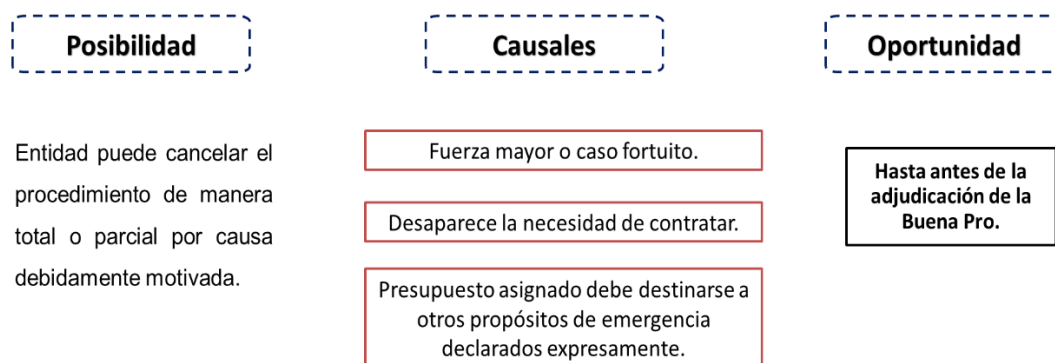 Posibilidad
Entidad puede cancelar el
procedimiento de manera
total o parcial por causa
debidamente motivada.
Causales
Fuerza mayor o caso fortuito.
Desaparece la necesidad de contratar.
Presupuesto asignado debe destinarse a
otros propósitos de emergencia
declarados expresamente.
Oportunidad
Hasta antes de la
adjudicación de la
Buena Pro.